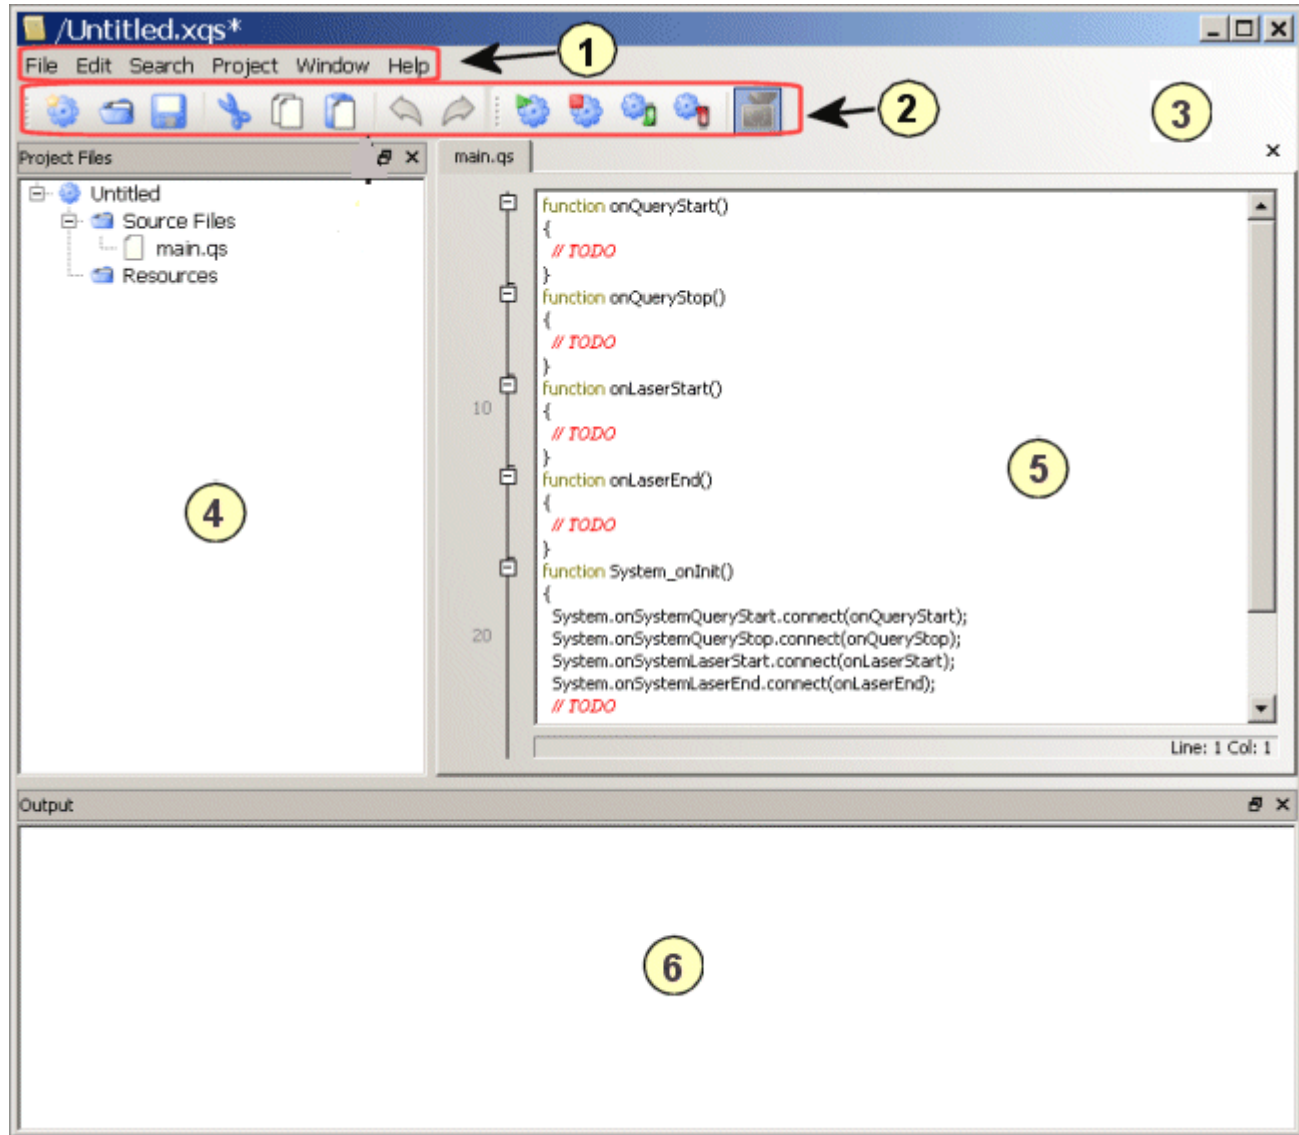 /Untitled.xqs*
1
File Edit Search Project Window Help
2
3
Project Files
main.qs
Untitled
Source Files
main.qs
Resources
function onQueryStart()
{
// TODO
}
function onQueryStop()
{
// TODO
}
function onLaserStart()
10 {
// TODO
}
function onLaserEnd()
{
// TODO
}
function System_onInit()
{
System.onSystemQueryStart.connect(onQueryStart);
20 System.onSystemQueryStop.connect(onQueryStop);
System.onSystemLaserStart.connect(onLaserStart);
System.onSystemLaserEnd.connect(onLaserEnd);
// TODO
4
5
Line: 1 Col: 1
Output
6